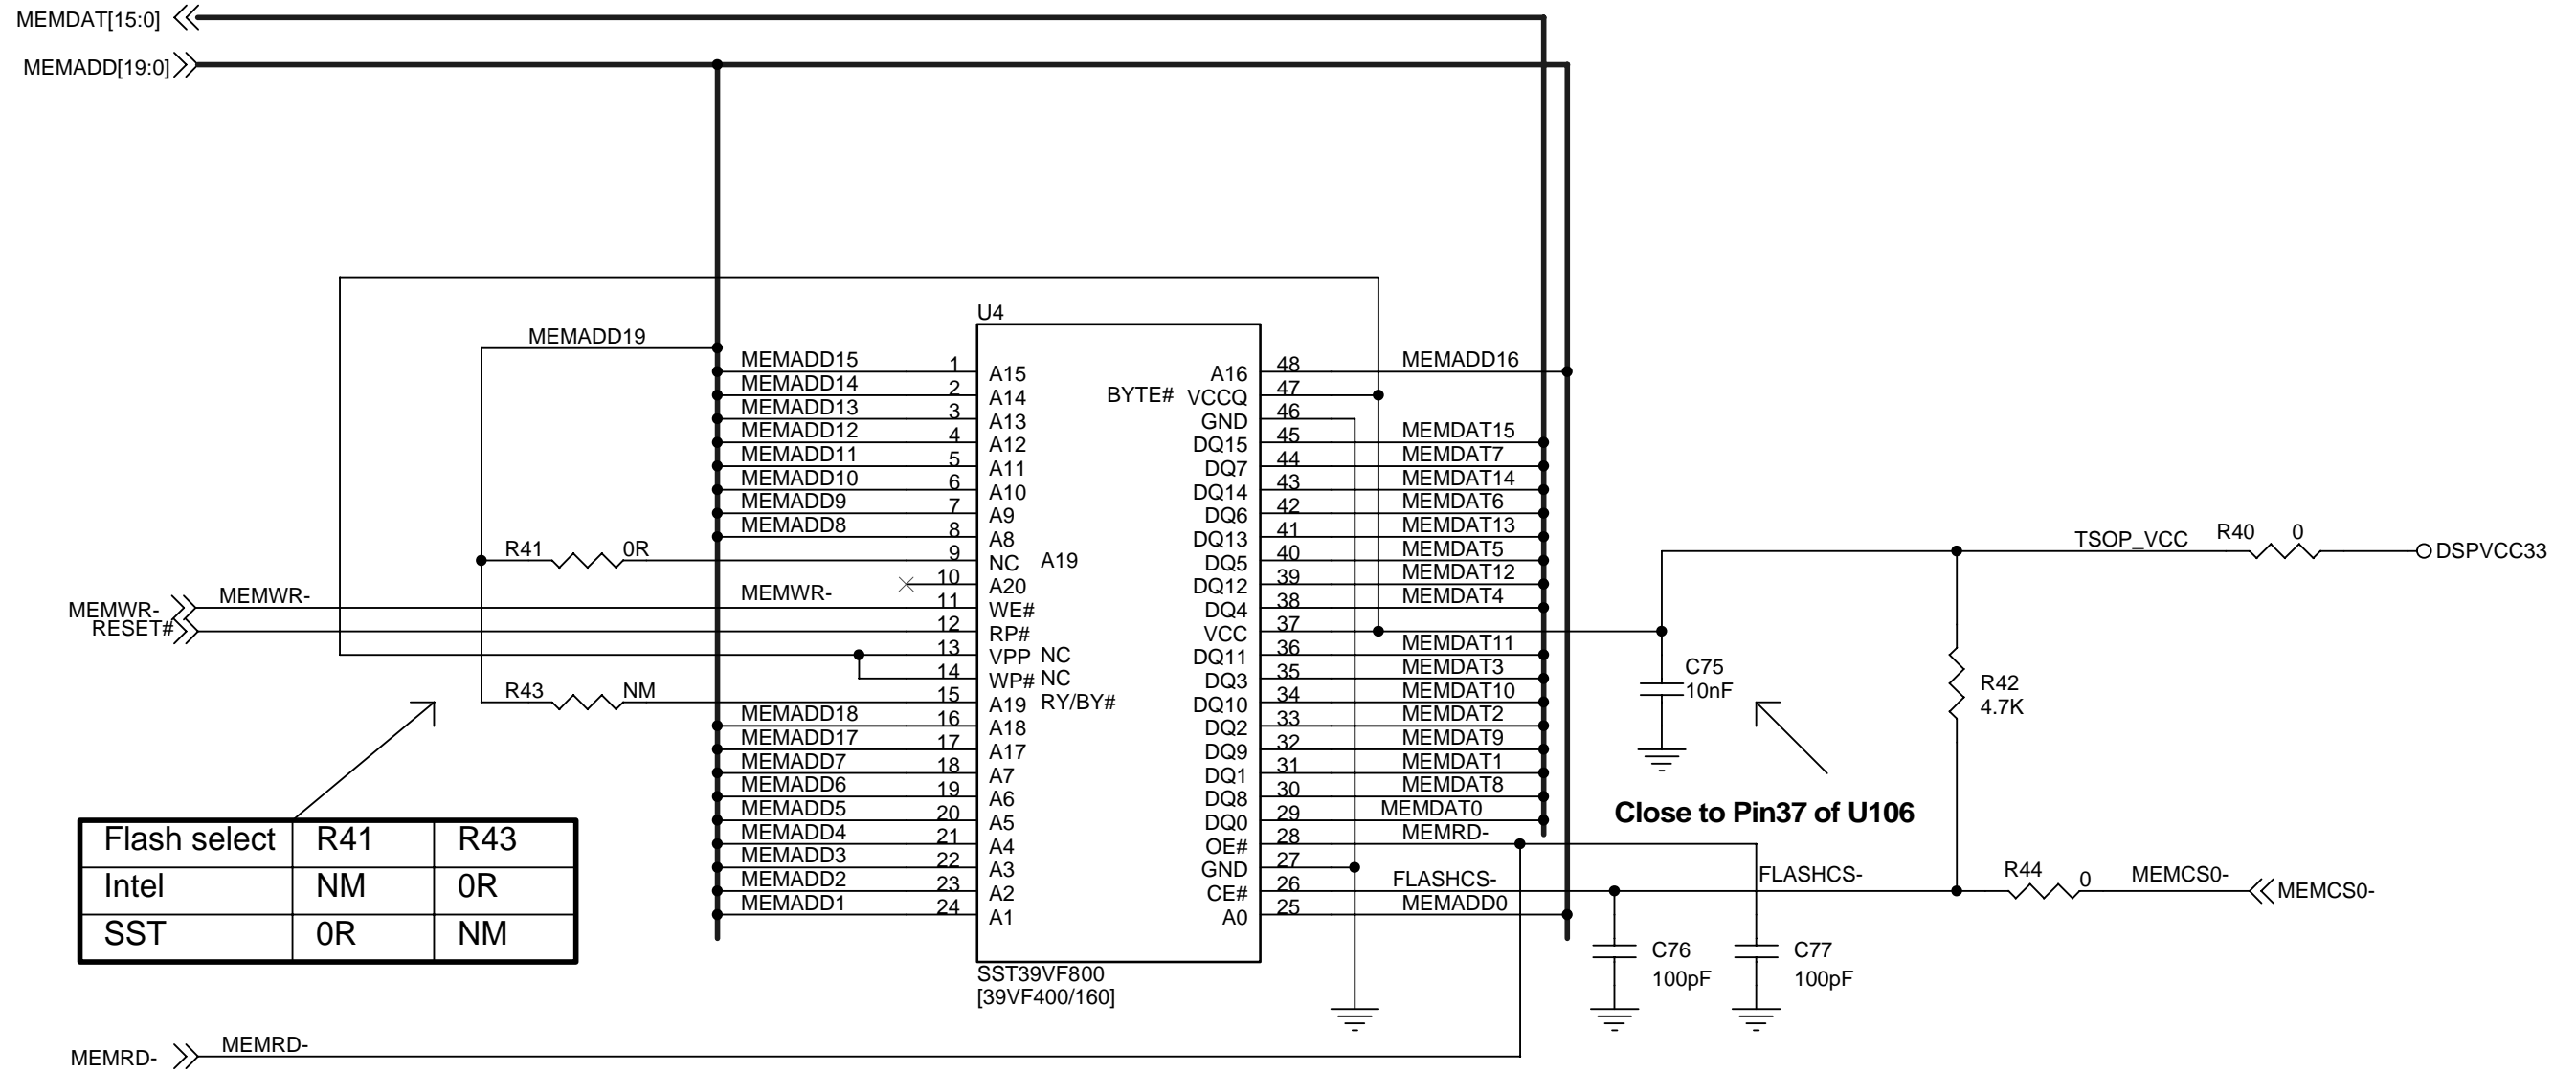 MEMDAT[15:0]
MEMADD[19:0]
U4
MEMADD19
MEMADD15 1 A15 A16 48 MEMADD16
MEMADD14 2 A14 BYTE# VCCQ 47
MEMADD13 3 A13 GND 46
MEMADD12 4 A12 DQ15 45 MEMDAT15
MEMADD11 5 A11 DQ7 44 MEMDAT7
MEMADD10 6 A10 DQ14 43 MEMDAT14
MEMADD9 7 A9 DQ6 42 MEMDAT6
MEMADD8 8 A8 DQ13 41 MEMDAT13
R41 0R 9 NC A19 DQ5 40 MEMDAT5
TSOP_VCC R40 0 DSPVCC33
10 A20 DQ12 39 MEMDAT12
MEMWR- MEMWR- MEMWR- 11 WE# DQ4 38 MEMDAT4
RESET# 12 RP# VCC 37
13 VPP NC DQ11 36 MEMDAT11
14 WP# NC DQ3 35 MEMDAT3
R43 NM 15 A19 RY/BY# DQ10 34 MEMDAT10
C75
10nF
R42
4.7K
MEMADD18 16 A18 DQ2 33 MEMDAT2
MEMADD17 17 A17 DQ9 32 MEMDAT9
MEMADD7 18 A7 DQ1 31 MEMDAT1
MEMADD6 19 A6 DQ8 30 MEMDAT8
MEMADD5 20 A5 DQ0 29 MEMDAT0
Close to Pin37 of U106
MEMADD4 21 A4 OE# 28 MEMRD-
MEMADD3 22 A3 GND 27
MEMADD2 23 A2 CE# 26 FLASHCS- FLASHCS- R44 0 MEMCS0- MEMCS0-
MEMADD1 24 A1 A0 25 MEMADD0
Flash select R41 R43
Intel NM 0R
SST 0R NM
C76
100pF
C77
100pF
SST39VF800
[39VF400/160]
MEMRD- MEMRD-